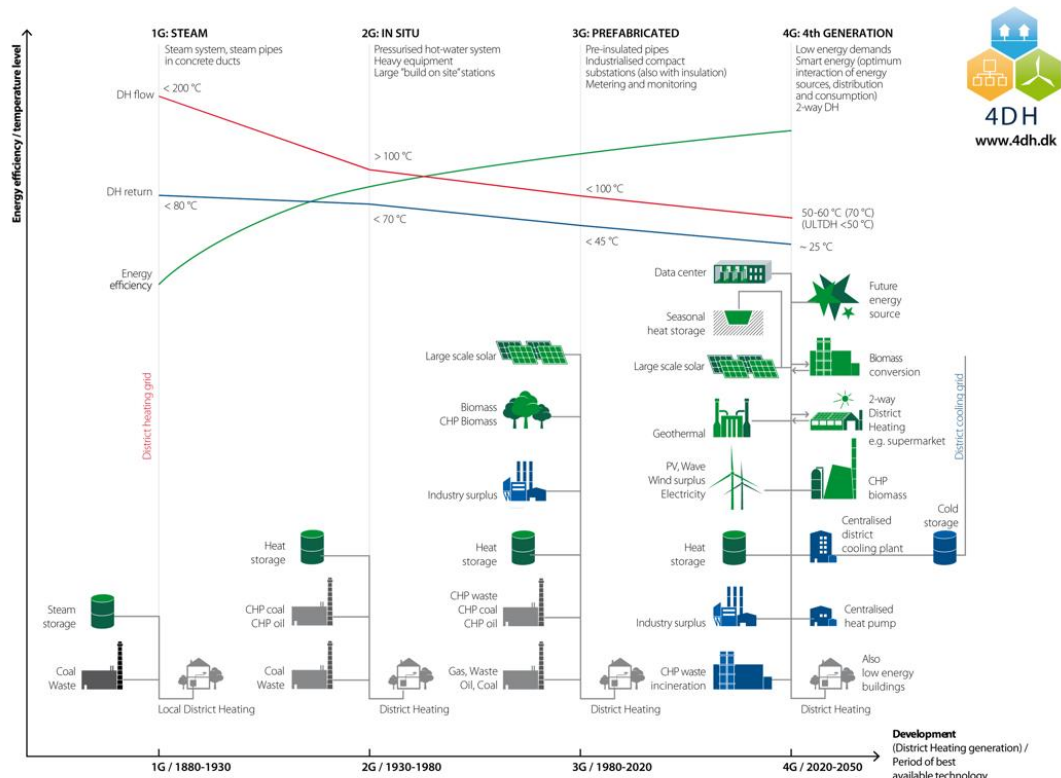 1G: STEAM
Steam system, steam pipes
in concrete ducts
2G: IN SITU
Pressurised hot-water system
Heavy equipment
Large "build on site" stations
3G: PREFABRICATED
Pre-insulated pipes
Industrialised compact
substations (also with insulation)
Metering and monitoring
4G: 4th GENERATION
Low energy demands
Smart energy (optimum
interaction of energy
sources, distribution
and consumption)
2-way DH
4DH
www.4dh.dk
Energy efficiency / temperature level
DH flow
< 200 °C
> 100 °C
< 100 °C
50-60 °C (70 °C)
(ULTDH <50 °C)
DH return
< 80 °C
< 70 °C
< 45 °C
~ 25 °C
Energy
efficiency
District heating grid
Steam
storage
Coal
Waste
Local District Heating
Heat
storage
CHP coal
CHP oil
Coal
Waste
District Heating
Large scale solar
Biomass
CHP Biomass
Industry surplus
Heat
storage
CHP waste
CHP coal
CHP oil
Gas, Waste
Oil, Coal
District Heating
Data center
Seasonal
heat storage
Large scale solar
Geothermal
PV, Wave
Wind surplus
Electricity
Heat
storage
Industry surplus
CHP waste
incineration
Future
energy
source
Biomass
conversion
2-way
District
Heating
e.g. supermarket
CHP
biomass
Centralised
district
cooling plant
Cold
storage
District cooling grid
Centralised
heat pump
Also
low energy
buildings
District Heating
1G / 1880-1930
2G / 1930-1980
3G / 1980-2020
4G / 2020-2050
Development
(District Heating generation) /
Period of best
available technology